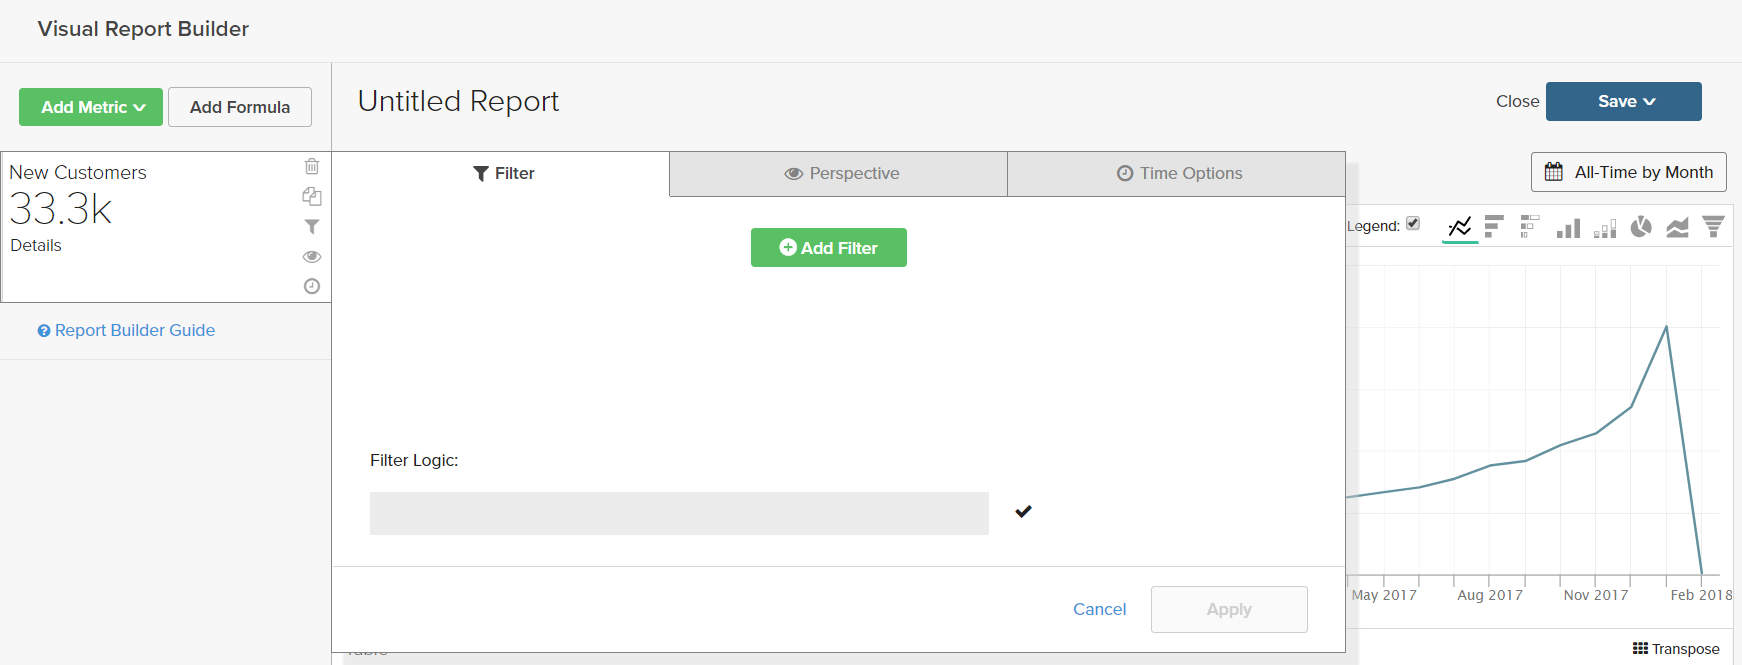 Visual Report Builder
Add Metric
Add Formula
Untitled Report
Close
Save
New Customers
33.3k
Details
Report Builder Guide
Filter
Perspective
Time Options
Add Filter
Filter Logic:
Cancel
Apply
All-Time by Month
Legend:
May 2017
Aug 2017
Nov 2017
Feb 2018
Table
Transpose